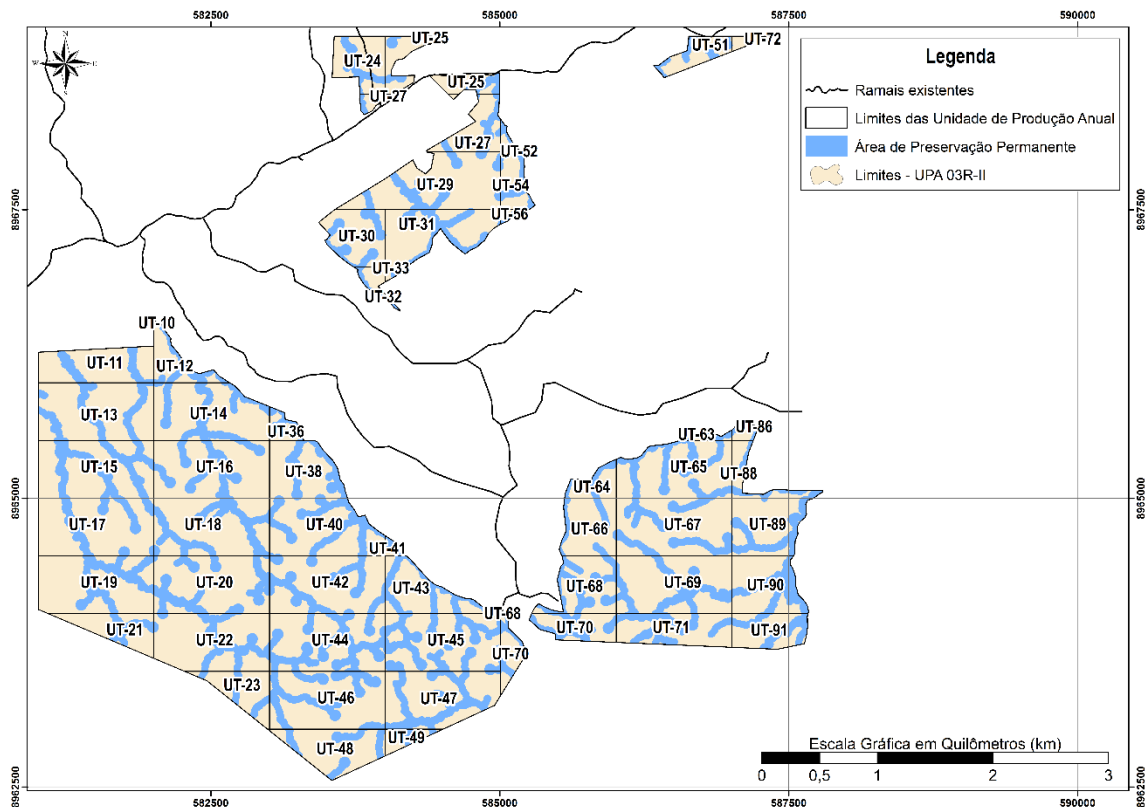 582500 585000 587500 590000
N
W E
S
UT-25 UT-51 UT-72
UT-24
UT-25
UT-27
UT-27
UT-52
UT-29 UT-54
UT-31 UT-56
UT-30
UT-33
UT-32
Legenda
Ramais existentes
Limites das Unidade de Produção Anual
Área de Preservação Permanente
Limites - UPA 03R-II
8967500 8967500
UT-10
UT-11 UT-12
UT-13 UT-14
UT-36
UT-15 UT-16 UT-38
UT-17 UT-18 UT-40
UT-41
UT-19 UT-20 UT-42 UT-43
UT-68
UT-21 UT-22 UT-44 UT-45
UT-70
UT-23 UT-46 UT-47
UT-48 UT-49
UT-63 UT-86
UT-65
UT-64 UT-88
UT-66 UT-67 UT-89
UT-68 UT-69 UT-90
UT-70 UT-71 UT-91
8965000 8965000
Escala Gráfica em Quilômetros (km)
0 0,5 1 2 3
8962500 8962500
582500 585000 587500 590000